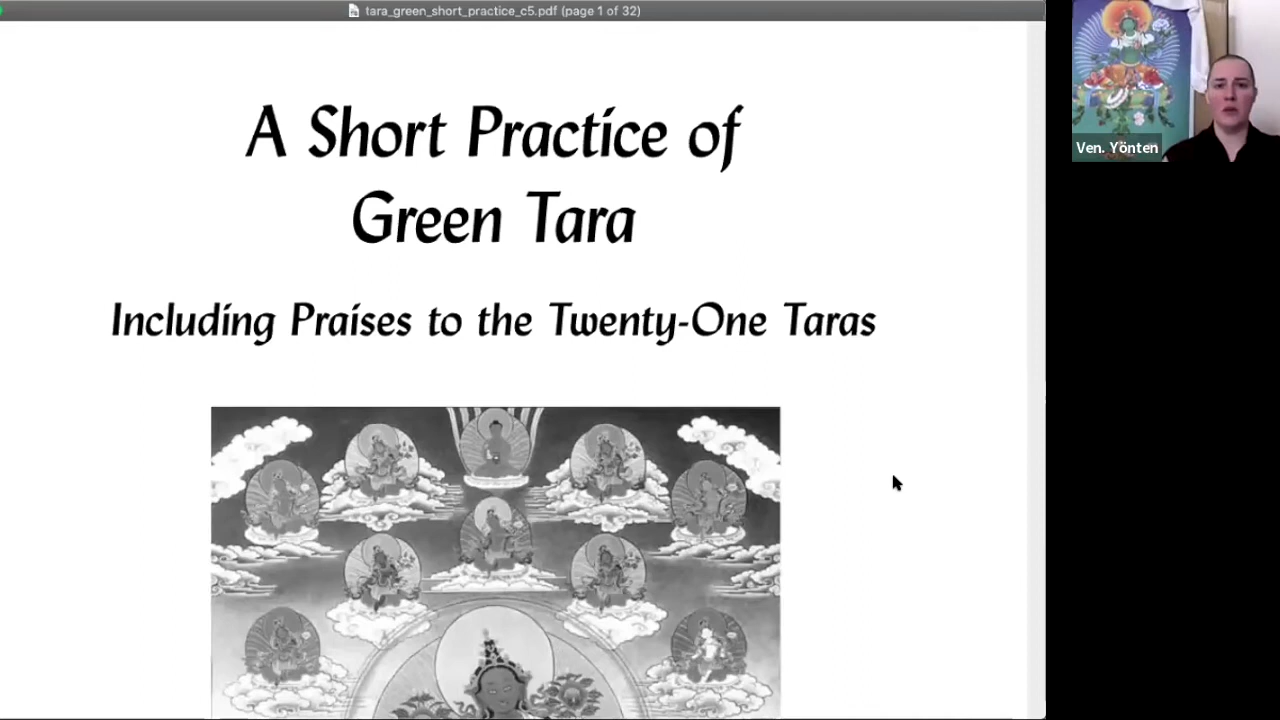 tara_green_short_practice_c5.pdf (page 1 of 32)
A Short Practice of
Green Tara
Including Praises to the Twenty-One Taras
Ven. Yönten